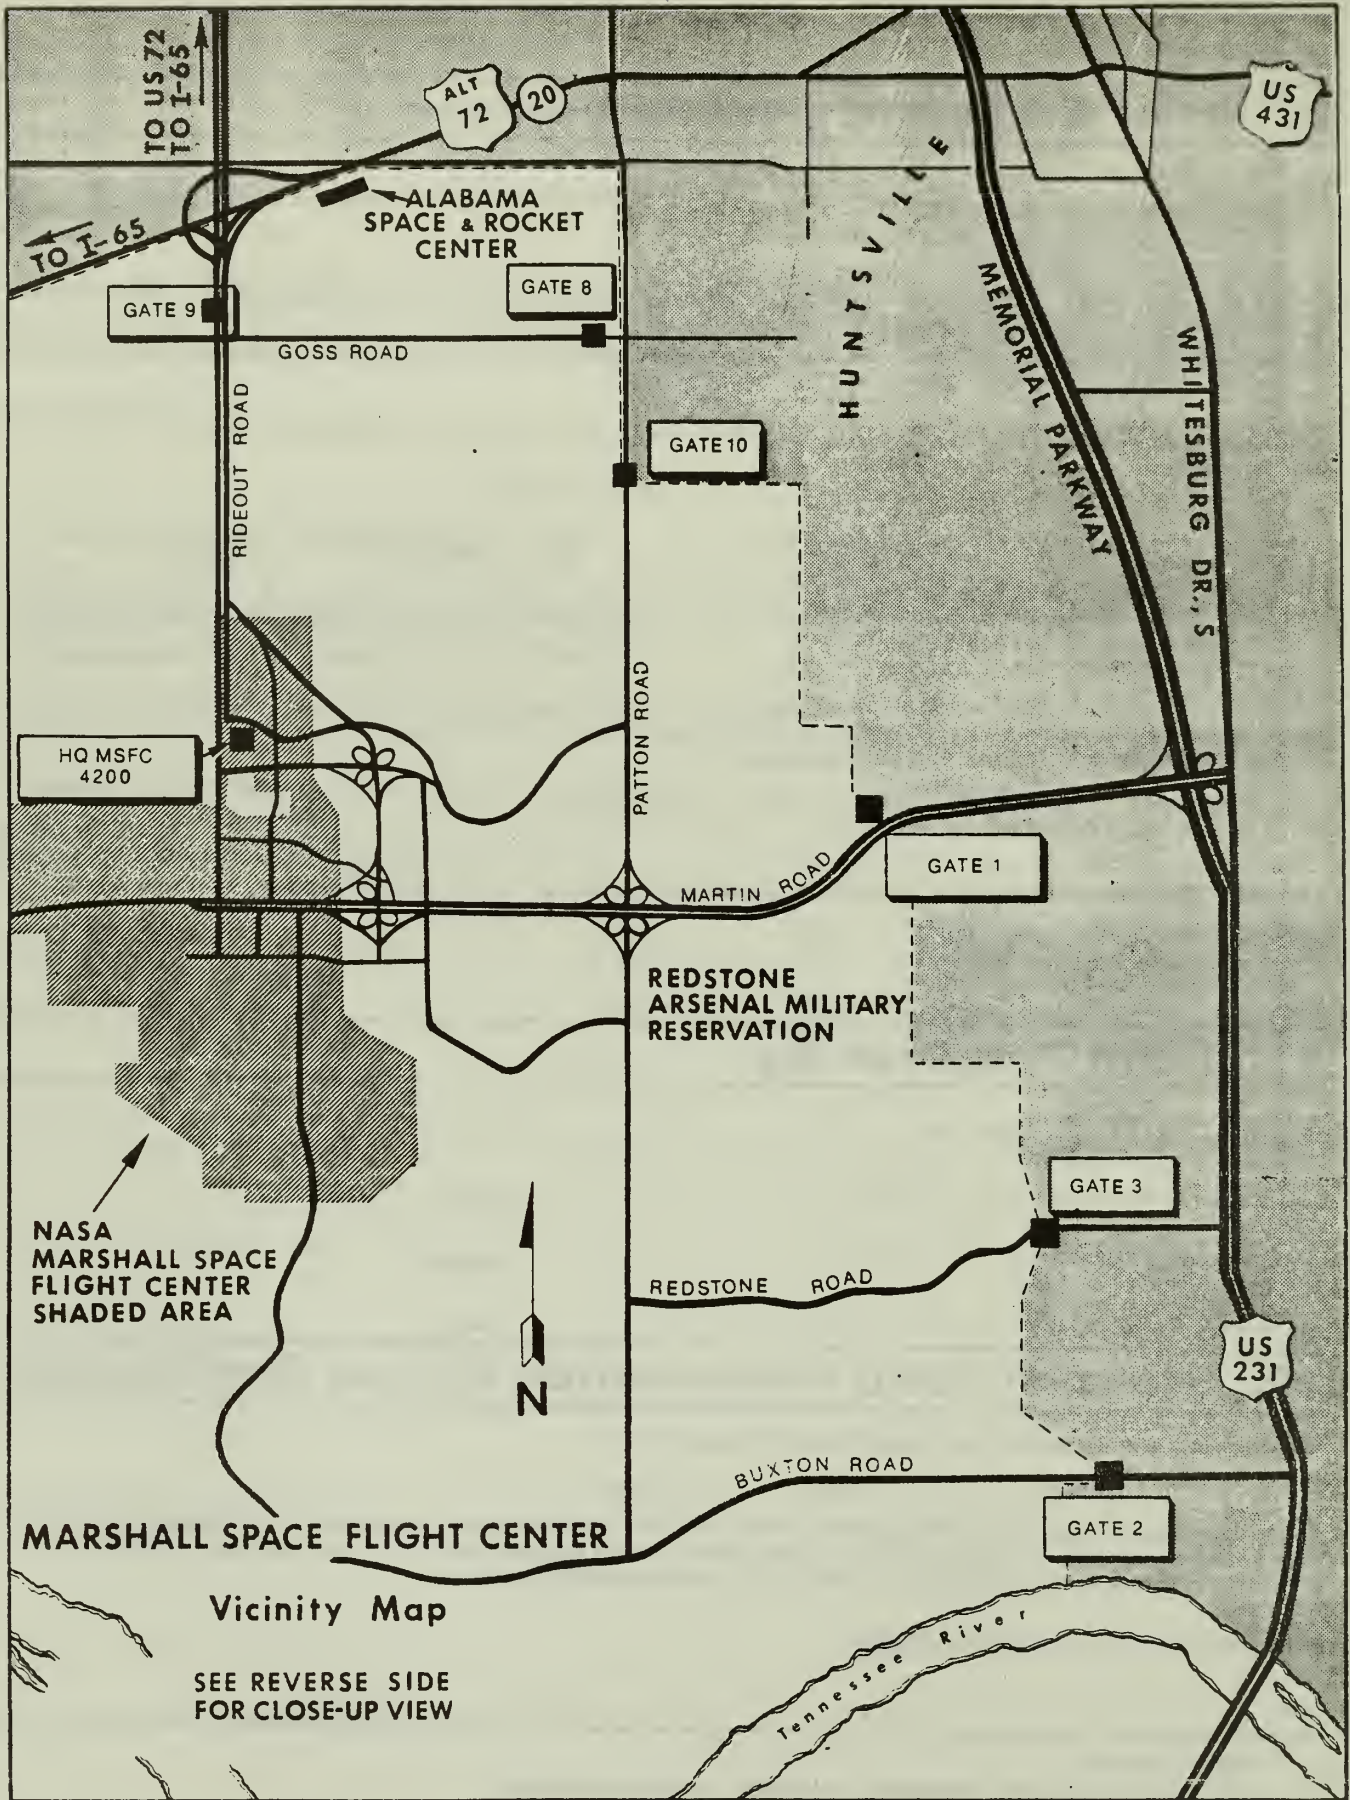 TO US 72
TO I-65
ALT
72
20
US
431
ALABAMA
SPACE & ROCKET
CENTER
TO I-65
GATE 9
GATE 8
GOSS ROAD
HUNTSVILLE
MEMORIAL PARKWAY
WHITESBURG DR., S
RIDEOUT ROAD
GATE 10
PATTON ROAD
HQ MSFC
4200
MARTIN ROAD
GATE 1
REDSTONE
ARSENAL MILITARY
RESERVATION
GATE 3
NASA
MARSHALL SPACE
FLIGHT CENTER
SHADED AREA
REDSTONE ROAD
US
231
N
BUXTON ROAD
GATE 2
MARSHALL SPACE FLIGHT CENTER
Vicinity Map
SEE REVERSE SIDE
FOR CLOSE-UP VIEW
Tennessee River